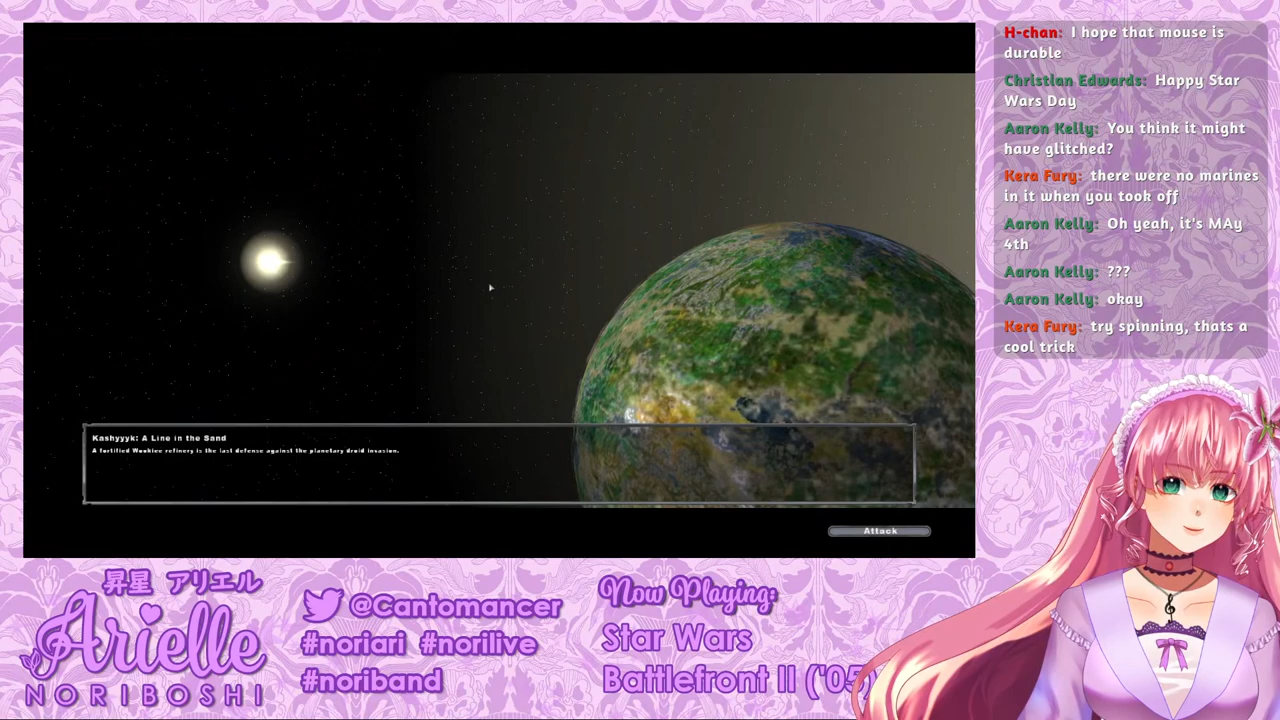 H-chan: I hope that mouse is
durable
Christian Edwards: Happy Star
Wars Day
Aaron Kelly: You think it might
have glitched?
Kera Fury: there were no marines
in it when you took off
Aaron Kelly: Oh yeah, it's MAy
4th
Aaron Kelly: ???
Aaron Kelly: okay
Kera Fury: try spinning, thats a
cool trick
Kashyyyk: A Line in the Sand
A fortified Wookiee refinery is the last defense against the planetary droid invasion.
Attack
昇星 アリエル
Arielle
NORIBOSHI
@Cantomancer
#noriari #norilive
#noriband
Now Playing:
Star Wars
Battlefront II ('05)